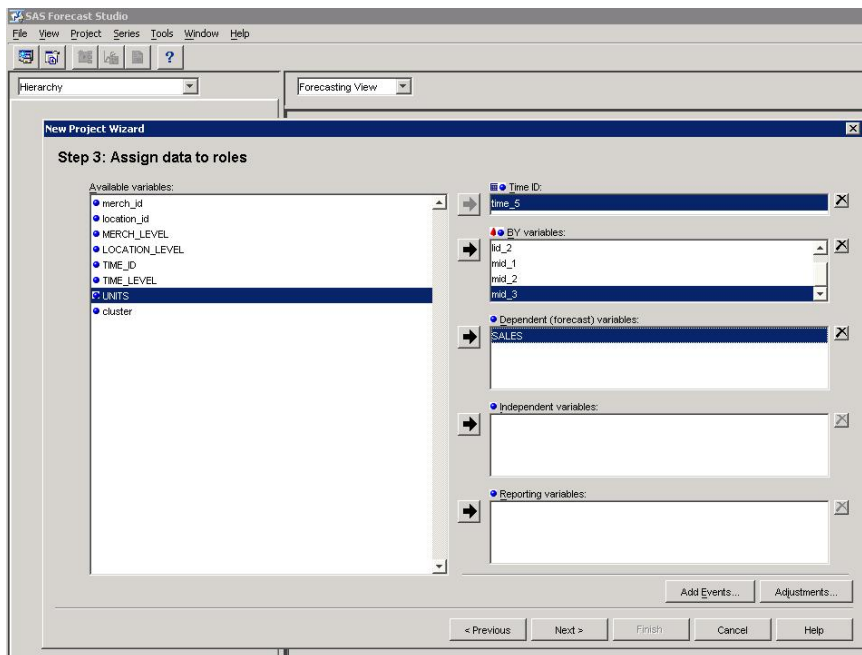 SAS Forecast Studio
File View Project Series Tools Window Help
Hierarchy
Forecasting View
New Project Wizard
Step 3: Assign data to roles
Available variables:
merch_id
location_id
MERCH_LEVEL
LOCATION_LEVEL
TIME_ID
TIME_LEVEL
UNITS
cluster
Time ID:
time_5
BY variables:
lid_2
mid_1
mid_2
mid_3
Dependent (forecast) variables:
SALES
Independent variables:
Reporting variables:
Add Events... Adjustments...
< Previous Next > Finish Cancel Help